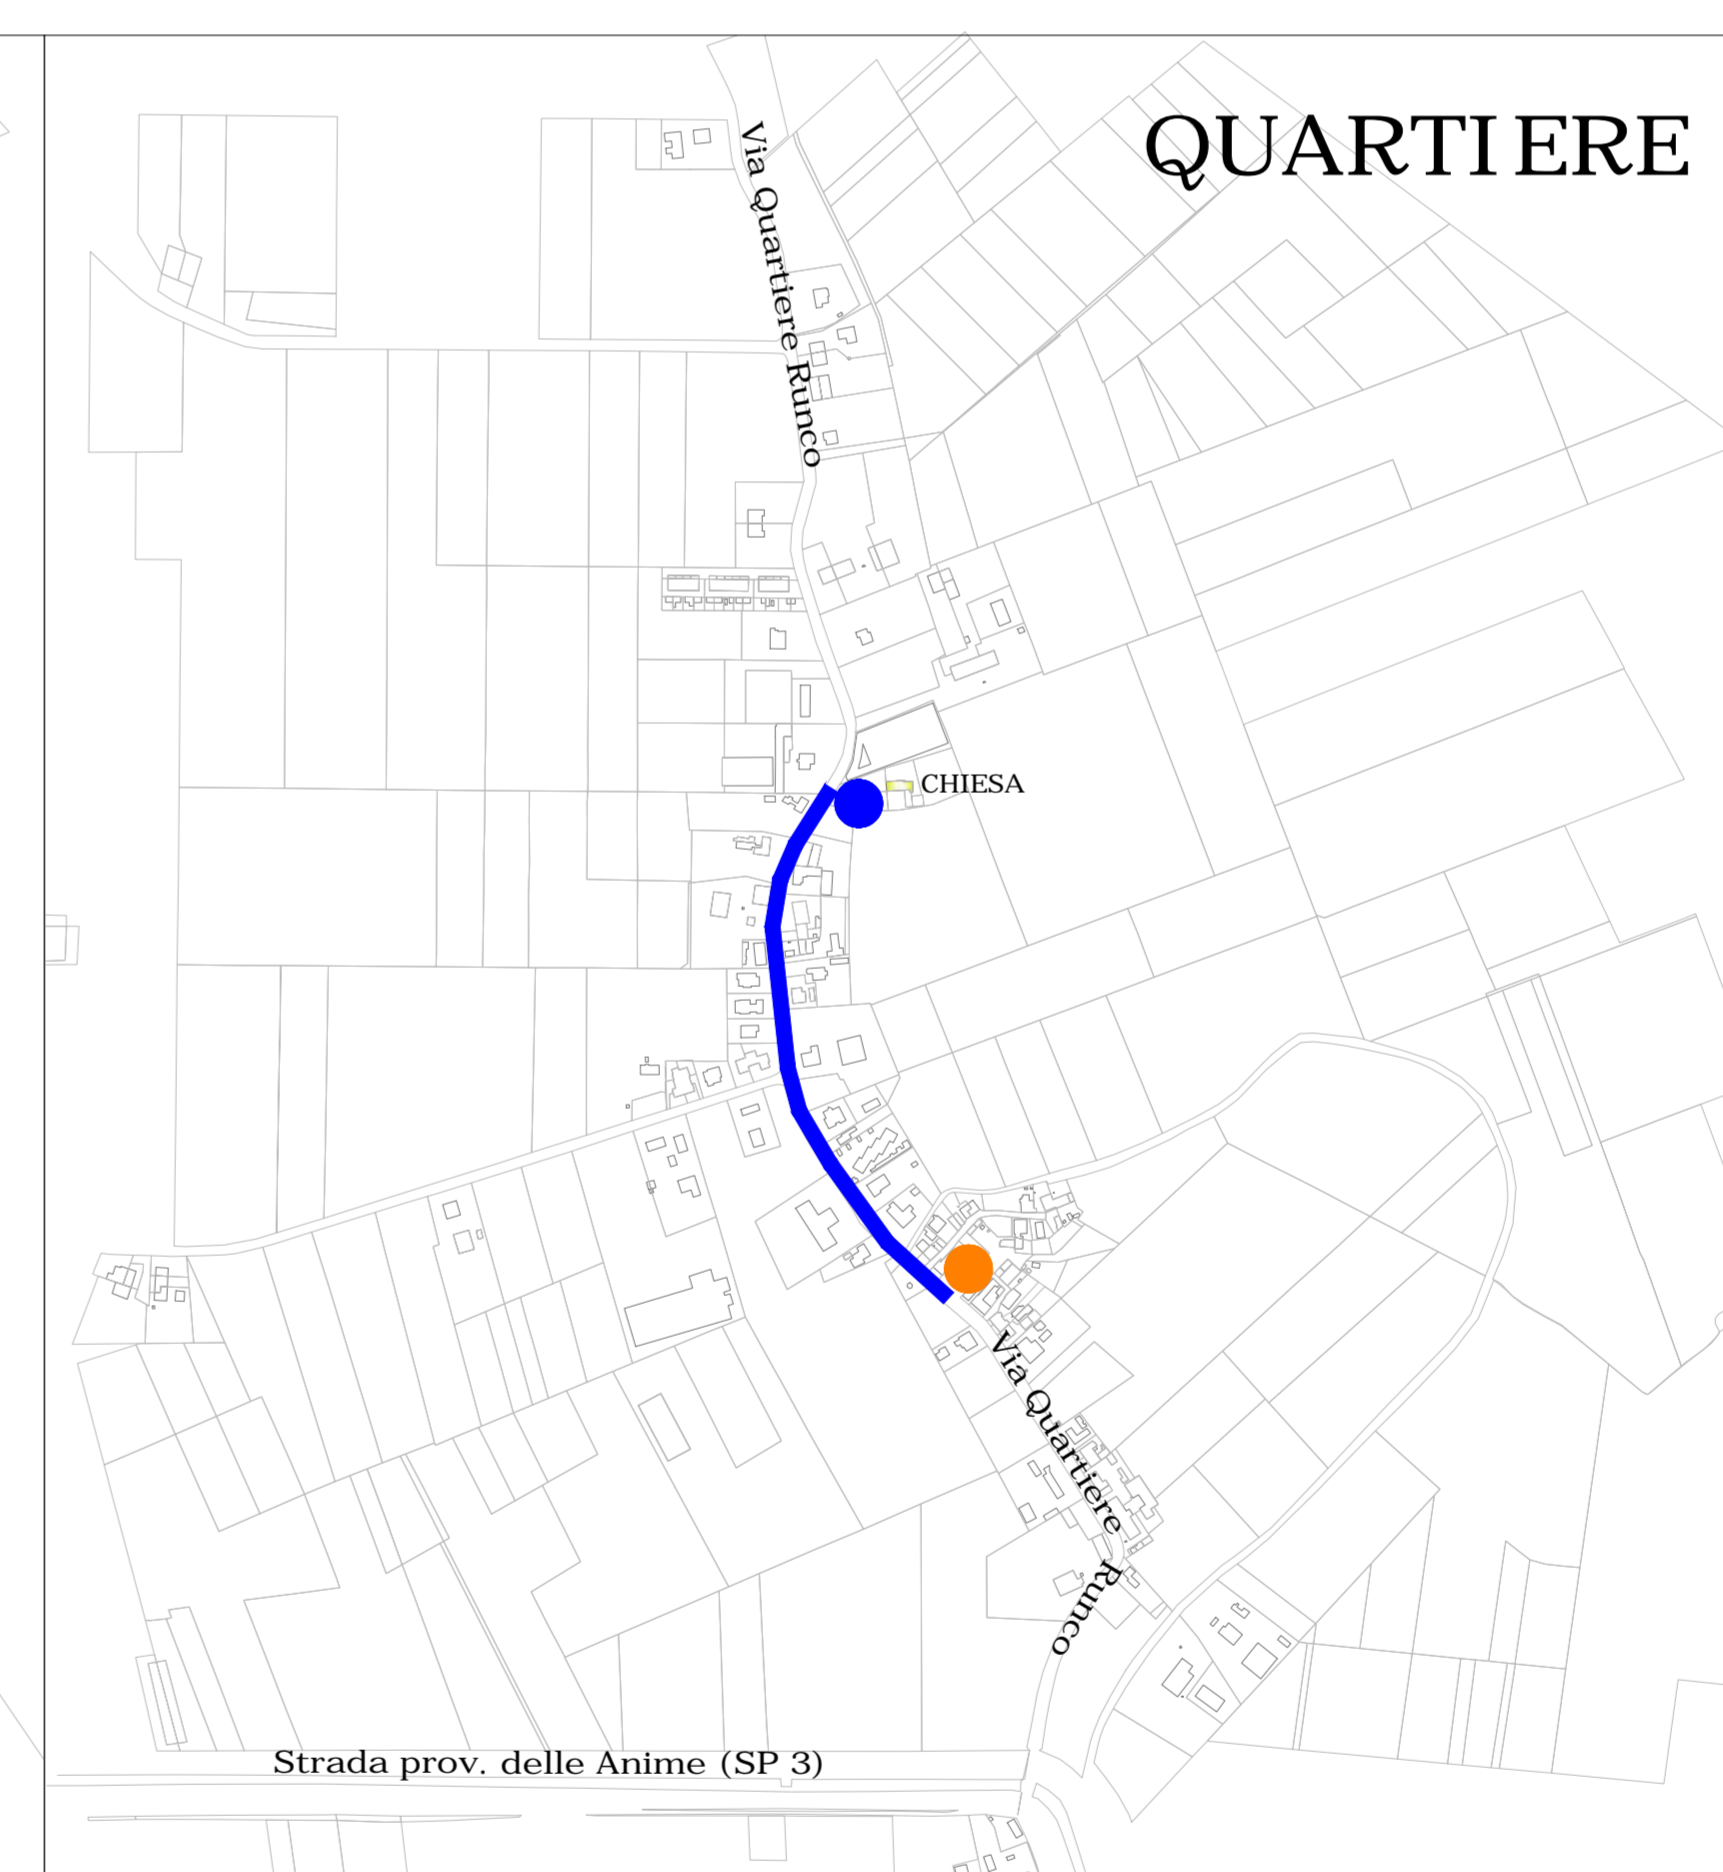 QUARTIERE
Via Quartiere Runco
CHIESA
Via Quartiere Runco
Strada prov. delle Anime (SP 3)